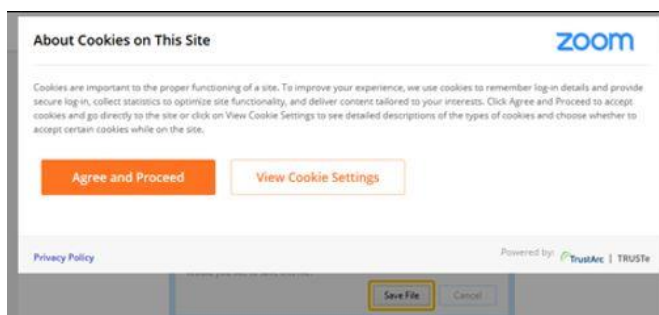 About Cookies on This Site
zoom
Cookies are important to the proper functioning of a site. To improve your experience, we use cookies to remember log-in details and provide
secure log-in, collect statistics to optimize site functionality, and deliver content tailored to your interests. Click Agree and Proceed to accept
cookies and go directly to the site or click on View Cookie Settings to see detailed descriptions of the types of cookies and choose whether to
accept certain cookies while on the site.
Agree and Proceed
View Cookie Settings
Privacy Policy
Powered by: TrustArc | TRUSTe
Save File
Cancel